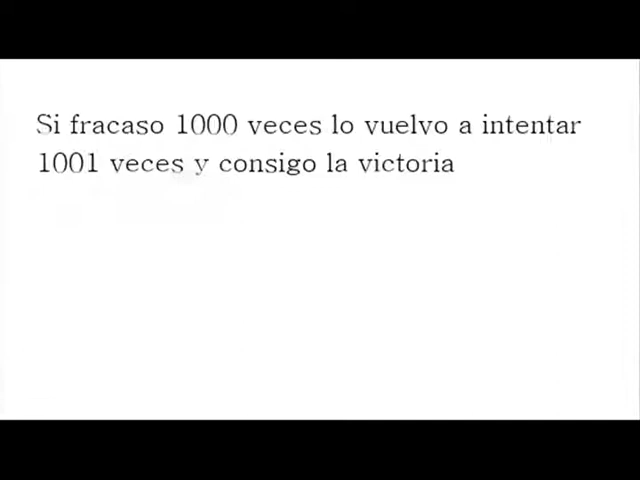 Si fracaso 1000 veces lo vuelvo a intentar
1001 veces y consigo la victoria